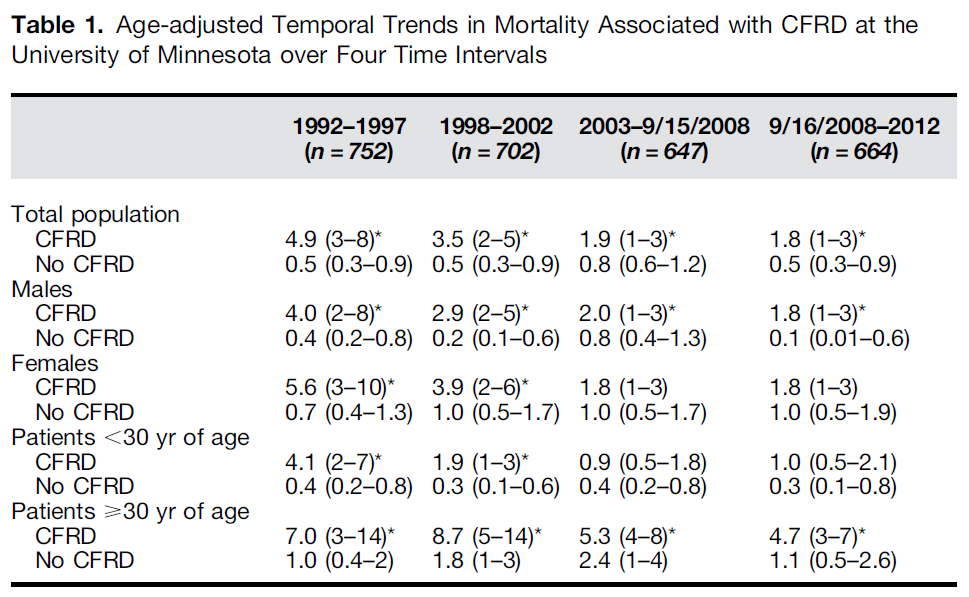 Table 1. Age-adjusted Temporal Trends in Mortality Associated with CFRD at the
University of Minnesota over Four Time Intervals
1992–1997 1998–2002 2003–9/15/2008 9/16/2008–2012
(n = 752) (n = 702) (n = 647) (n = 664)
Total population
CFRD 4.9 (3–8)* 3.5 (2–5)* 1.9 (1–3)* 1.8 (1–3)*
No CFRD 0.5 (0.3–0.9) 0.5 (0.3–0.9) 0.8 (0.6–1.2) 0.5 (0.3–0.9)
Males
CFRD 4.0 (2–8)* 2.9 (2–5)* 2.0 (1–3)* 1.8 (1–3)*
No CFRD 0.4 (0.2–0.8) 0.2 (0.1–0.6) 0.8 (0.4–1.3) 0.1 (0.01–0.6)
Females
CFRD 5.6 (3–10)* 3.9 (2–6)* 1.8 (1–3) 1.8 (1–3)
No CFRD 0.7 (0.4–1.3) 1.0 (0.5–1.7) 1.0 (0.5–1.7) 1.0 (0.5–1.9)
Patients <30 yr of age
CFRD 4.1 (2–7)* 1.9 (1–3)* 0.9 (0.5–1.8) 1.0 (0.5–2.1)
No CFRD 0.4 (0.2–0.8) 0.3 (0.1–0.6) 0.4 (0.2–0.8) 0.3 (0.1–0.8)
Patients ⩾30 yr of age
CFRD 7.0 (3–14)* 8.7 (5–14)* 5.3 (4–8)* 4.7 (3–7)*
No CFRD 1.0 (0.4–2) 1.8 (1–3) 2.4 (1–4) 1.1 (0.5–2.6)